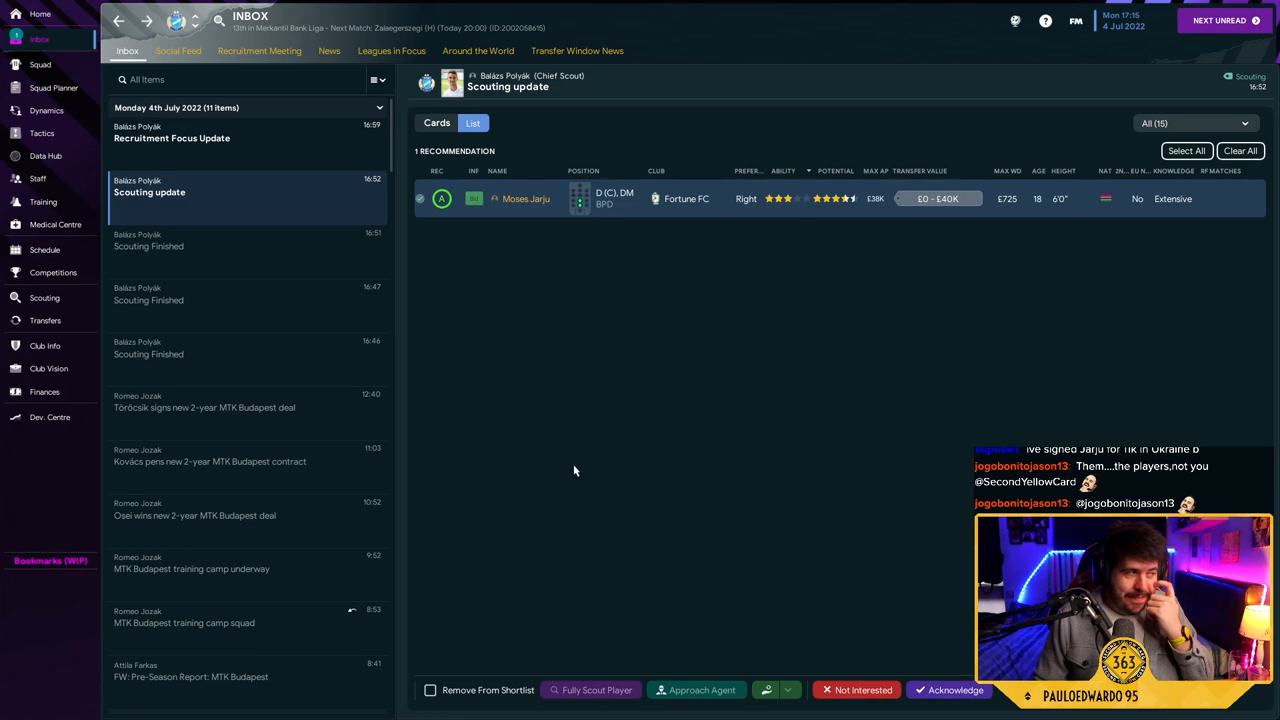 Home
1
Inbox
Squad
Squad Planner
Dynamics
Tactics
Data Hub
Staff
Training
Medical Centre
Schedule
Competitions
Scouting
Transfers
Club Info
Club Vision
Finances
Dev. Centre
Bookmarks (WIP)
INBOX
13th in Merkantil Bank Liga - Next Match: Zalaegerszegi (H) (Today 20:00) (ID:2002058615)
FM
Mon 17:15
4 Jul 2022
NEXT UNREAD
Inbox Social Feed Recruitment Meeting News Leagues in Focus Around the World Transfer Window News
All Items
Monday 4th July 2022 (11 items)
Balázs Polyák 16:59
Recruitment Focus Update
Balázs Polyák 16:52
Scouting update
Balázs Polyák 16:51
Scouting Finished
Balázs Polyák 16:47
Scouting Finished
Balázs Polyák 16:46
Scouting Finished
Romeo Jozak 12:40
Törőcsik signs new 2-year MTK Budapest deal
Romeo Jozak 11:03
Kovács pens new 2-year MTK Budapest contract
Romeo Jozak 10:52
Osei wins new 2-year MTK Budapest deal
Romeo Jozak 9:52
MTK Budapest training camp underway
Romeo Jozak 8:53
MTK Budapest training camp squad
Attila Farkas 8:41
FW: Pre-Season Report: MTK Budapest
Balázs Polyák (Chief Scout)
Scouting update
Scouting
16:52
Cards List
All (15)
1 RECOMMENDATION
Select All Clear All
REC INF NAME POSITION CLUB PREFER... ABILITY POTENTIAL MAX AP TRANSFER VALUE MAX WD AGE HEIGHT NAT 2N... EU N... KNOWLEDGE RF MATCHES
A Bid Moses Jarju D (C), DM Fortune FC Right £38K £0 - £40K £725 18 6'0" No Extensive
BPD
Ive signed Jarju for 11k in Ukraine b
jogobonitojason13: Them....the players,not you
@SecondYellowCard
jogobonitojason13: @jogobonitojason13
363
PAULOEDWARDO 95
Remove From Shortlist Fully Scout Player Approach Agent Not Interested Acknowledge